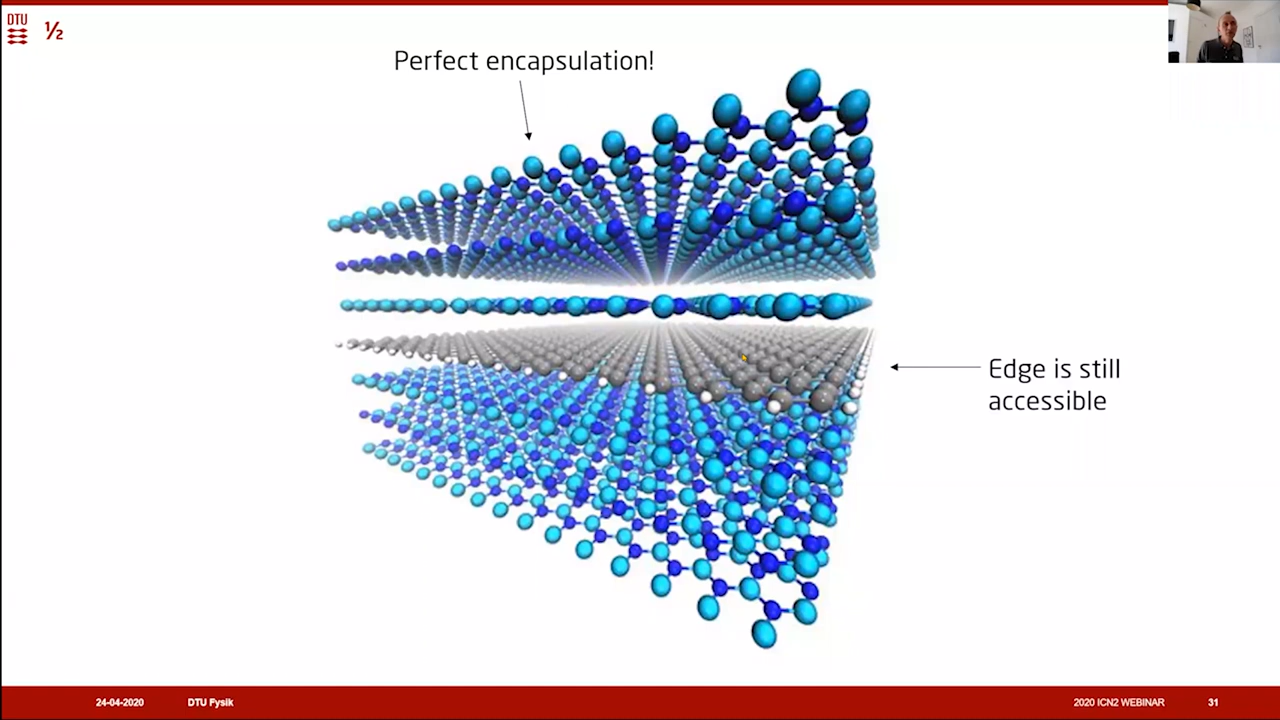 DTU
½
Perfect encapsulation!
Edge is still
accessible
24-04-2020
DTU Fysik
2020 ICN2 WEBINAR
31